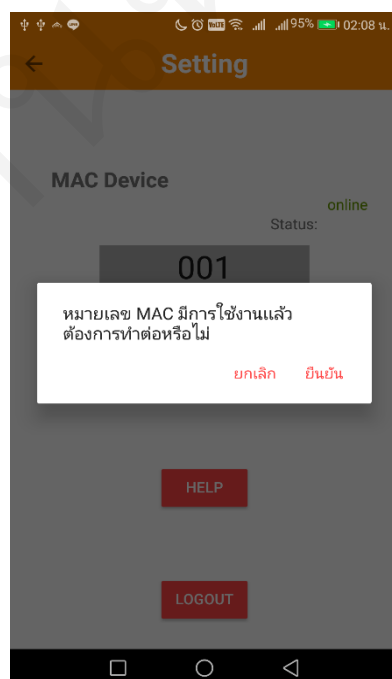 VoLTE 95% 02:08 น.
Setting
MAC Device
online
Status:
001
หมายเลข MAC มีการใช้งานแล้ว
ต้องการทำต่อหรือไม่
ยกเลิก ยืนยัน
HELP
LOGOUT